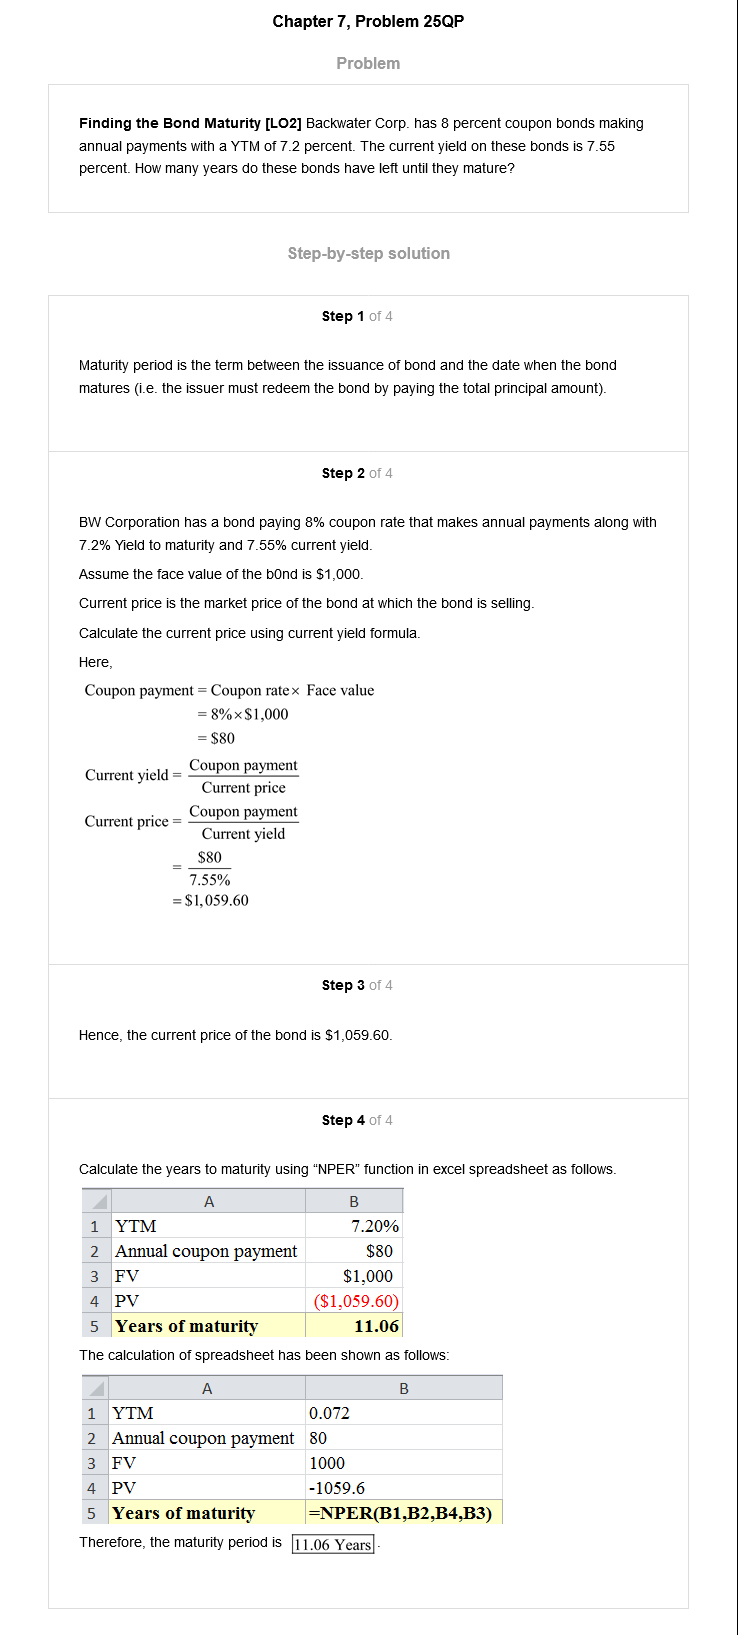 Chapter 7, Problem 25QP
Problem
Finding the Bond Maturity [LO2] Backwater Corp. has 8 percent coupon bonds making
annual payments with a YTM of 7.2 percent. The current yield on these bonds is 7.55
percent. How many years do these bonds have left until they mature?
Step-by-step solution
Step 1 of 4
Maturity period is the term between the issuance of bond and the date when the bond
matures (i.e. the issuer must redeem the bond by paying the total principal amount).
Step 2 of 4
BW Corporation has a bond paying 8% coupon rate that makes annual payments along with
7.2% Yield to maturity and 7.55% current yield.
Assume the face value of the b0nd is $1,000.
Current price is the market price of the bond at which the bond is selling.
Calculate the current price using current yield formula.
Here,
Coupon payment = Coupon rate× Face value
= 8%×$1,000
= $80
Current yield = Coupon payment
Current price
Current price = Coupon payment
Current yield
= $80
7.55%
= $1,059.60
Step 3 of 4
Hence, the current price of the bond is $1,059.60.
Step 4 of 4
Calculate the years to maturity using “NPER” function in excel spreadsheet as follows.
A B
1 YTM 7.20%
2 Annual coupon payment $80
3 FV $1,000
4 PV ($1,059.60)
5 Years of maturity 11.06
The calculation of spreadsheet has been shown as follows:
A B
1 YTM 0.072
2 Annual coupon payment 80
3 FV 1000
4 PV -1059.6
5 Years of maturity =NPER(B1,B2,B4,B3)
Therefore, the maturity period is 11.06 Years.